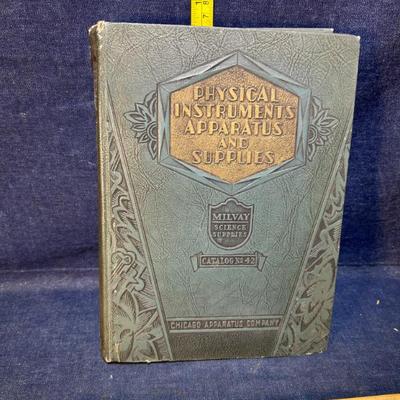 PHYSICAL
INSTRUMENTS
APPARATUS
AND
SUPPLIES
MILVAY
SCIENCE
SUPPLIES
CATALOG No 42
CHICAGO APPARATUS COMPANY